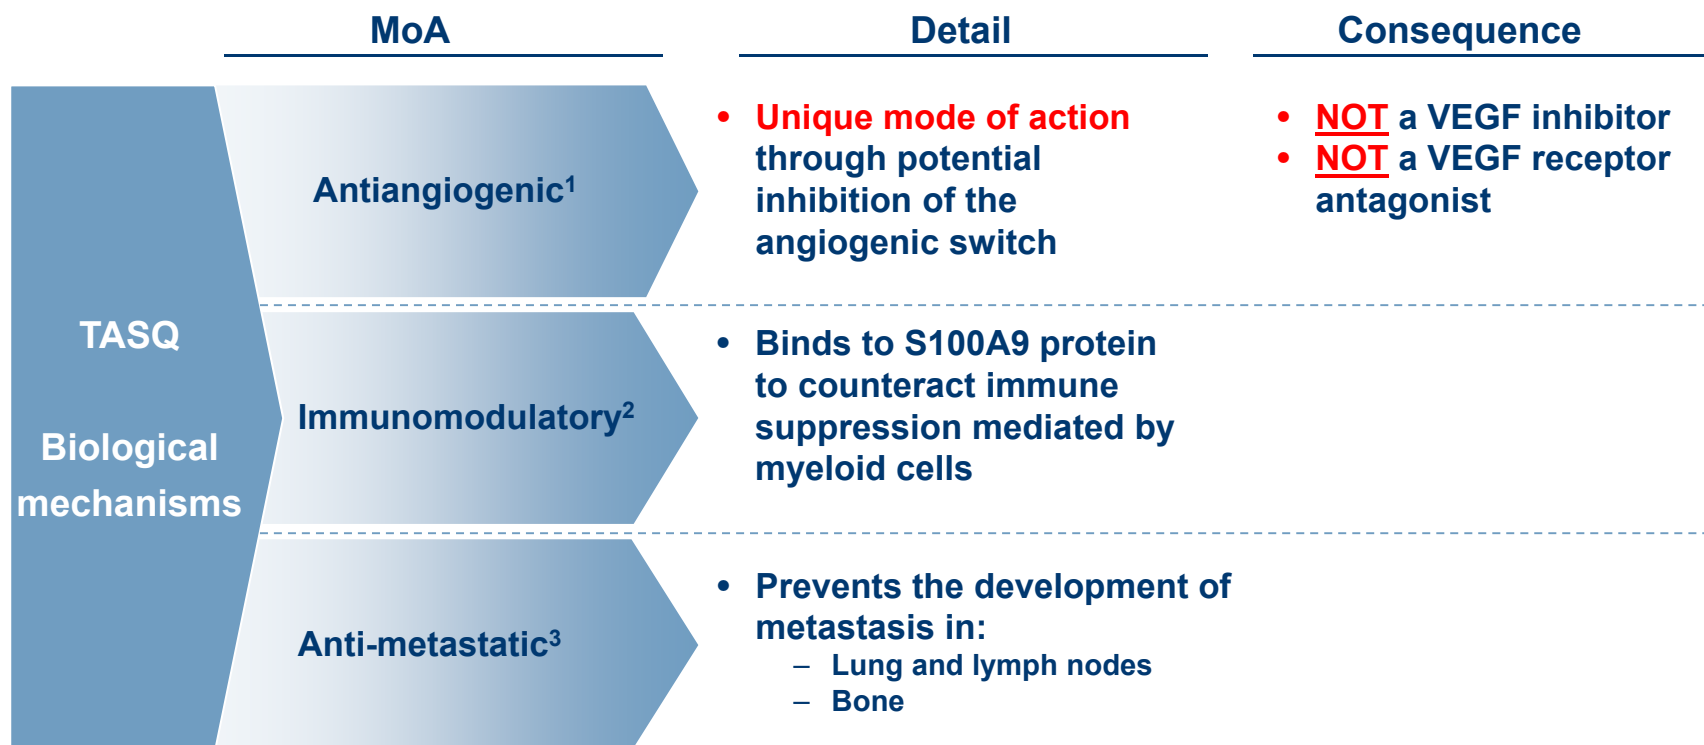 MoA
Detail
Consequence
TASQ
Biological
mechanisms
Antiangiogenic¹
• Unique mode of action
through potential
inhibition of the
angiogenic switch
• NOT a VEGF inhibitor
• NOT a VEGF receptor
antagonist
Immunomodulatory²
• Binds to S100A9 protein
to counteract immune
suppression mediated by
myeloid cells
Anti-metastatic³
• Prevents the development of
metastasis in:
– Lung and lymph nodes
– Bone